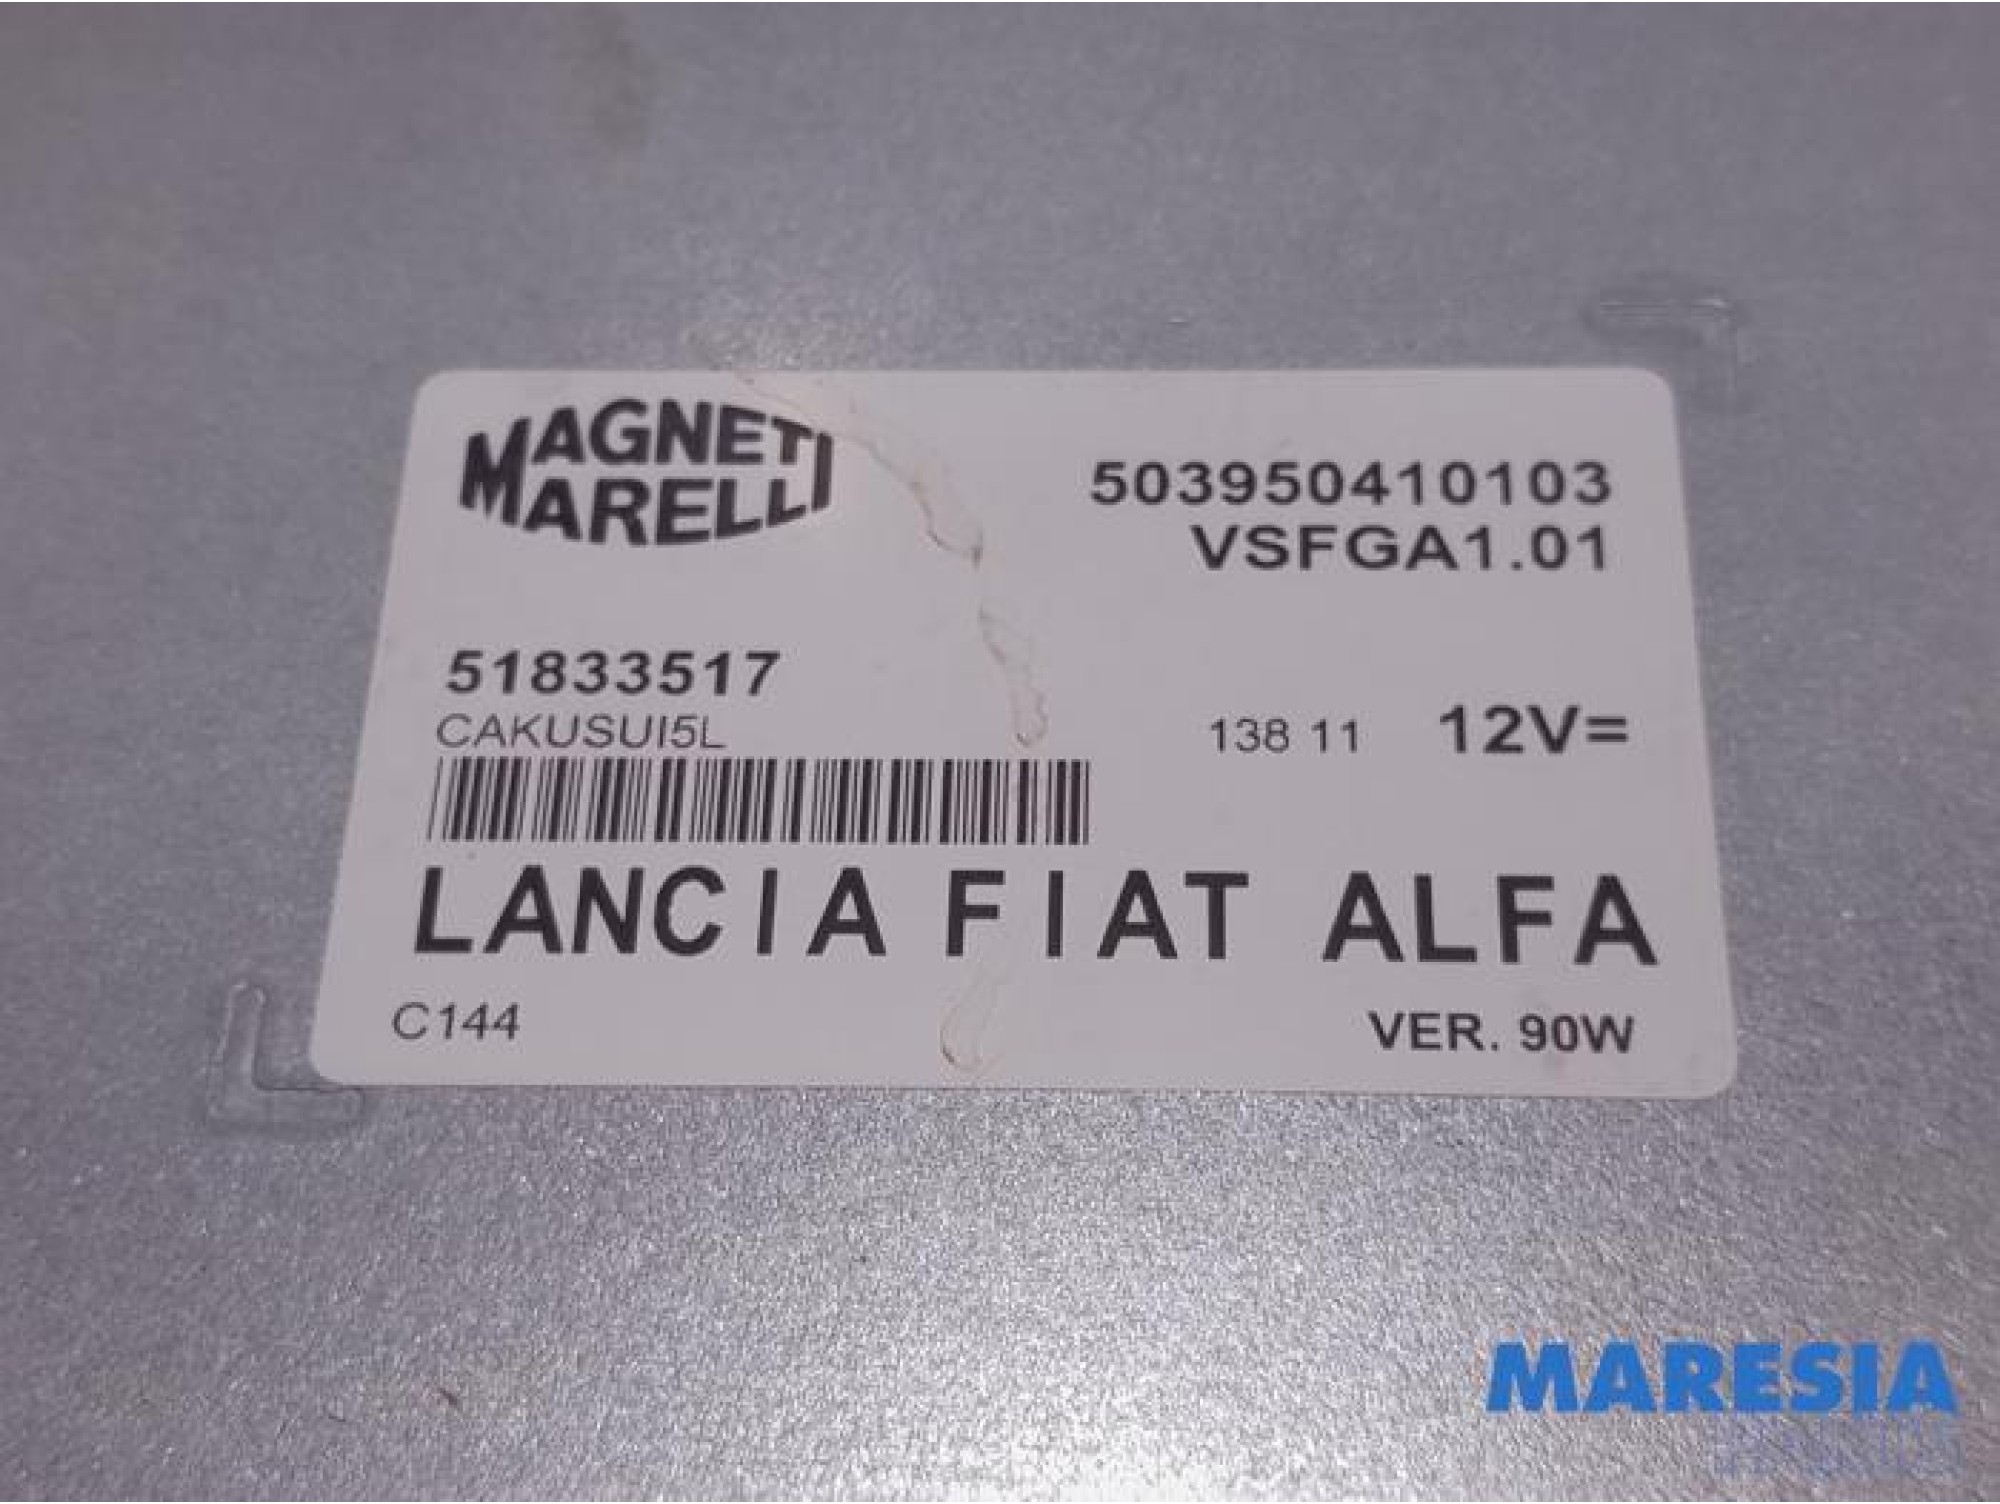 MAGNETI
MARELLI
503950410103
VSFGA1.01
51833517
CAKUSUI5L
138 11 12V=
LANCIA FIAT ALFA
C144
VER. 90W
MARESIA